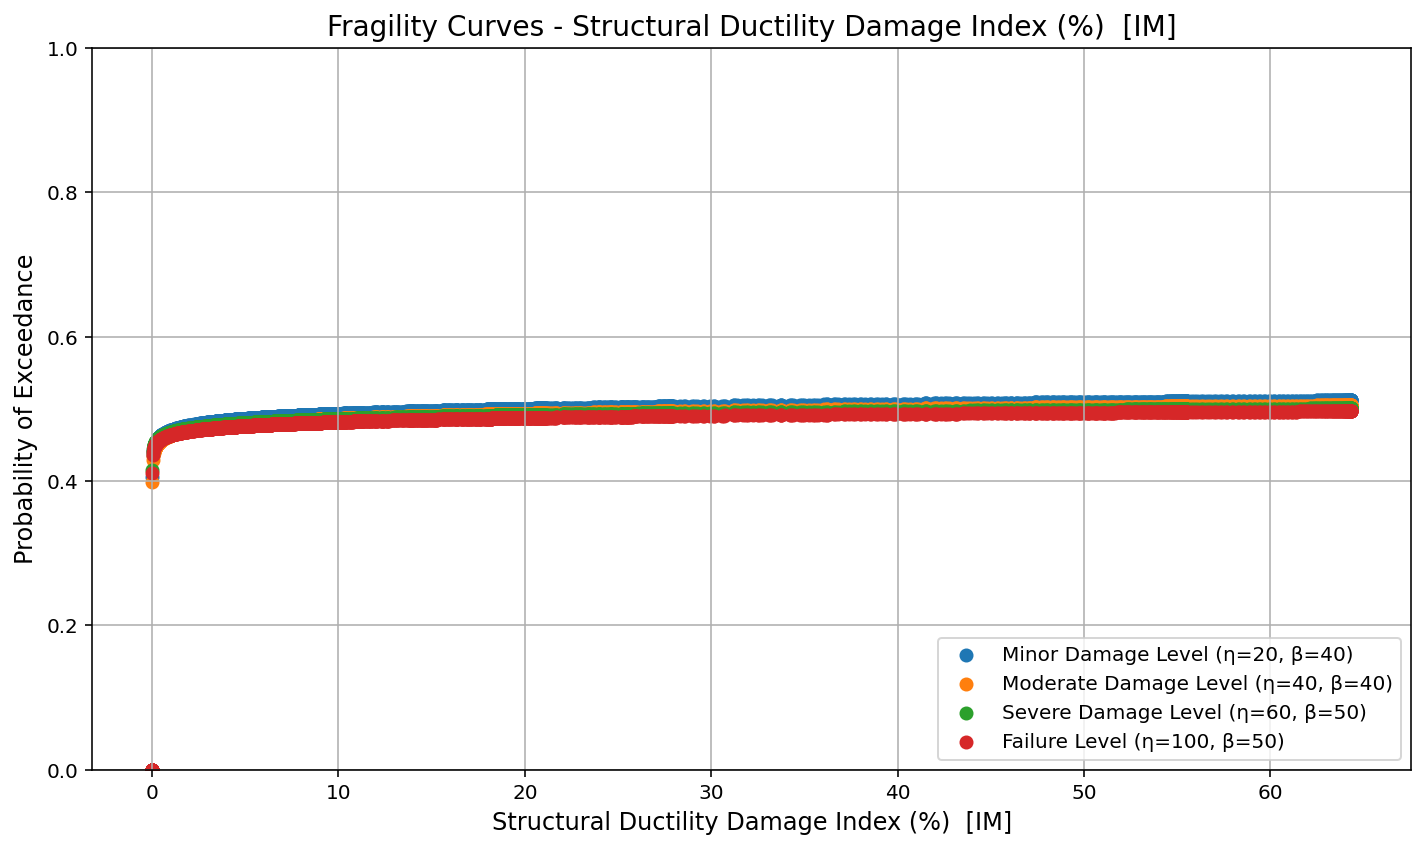 Fragility Curves - Structural Ductility Damage Index (%)  [IM]
Probability of Exceedance
1.0
0.8
0.6
0.4
0.2
0.0
Minor Damage Level (η=20, β=40)
Moderate Damage Level (η=40, β=40)
Severe Damage Level (η=60, β=50)
Failure Level (η=100, β=50)
0 10 20 30 40 50 60
Structural Ductility Damage Index (%)  [IM]